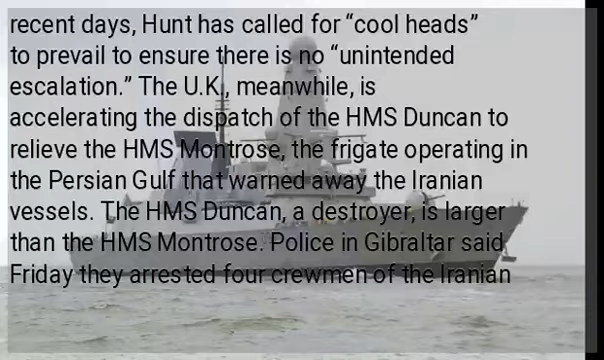 recent days, Hunt has called for “cool heads”
to prevail to ensure there is no “unintended
escalation.” The U.K., meanwhile, is
accelerating the dispatch of the HMS Duncan to
relieve the HMS Montrose, the frigate operating in
the Persian Gulf that warned away the Iranian
vessels. The HMS Duncan, a destroyer, is larger
than the HMS Montrose. Police in Gibraltar said
Friday they arrested four crewmen of the Iranian